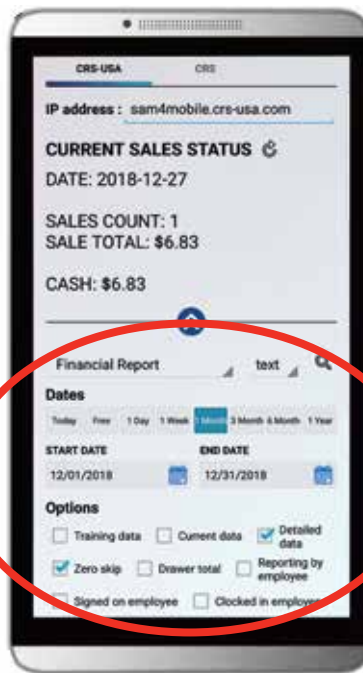 CRS-USA CRS
IP address : sam4mobile.crs-usa.com
CURRENT SALES STATUS
DATE: 2018-12-27
SALES COUNT: 1
SALE TOTAL: $6.83
CASH: $6.83
Financial Report text
Dates
Today Free 1 Day 1 Week 1 Month 3 Month 6 Month 1 Year
START DATE END DATE
12/01/2018 12/31/2018
Options
Training data Current data Detailed data
Zero skip Drawer total Reporting by employee
Signed on employee Clocked in employee